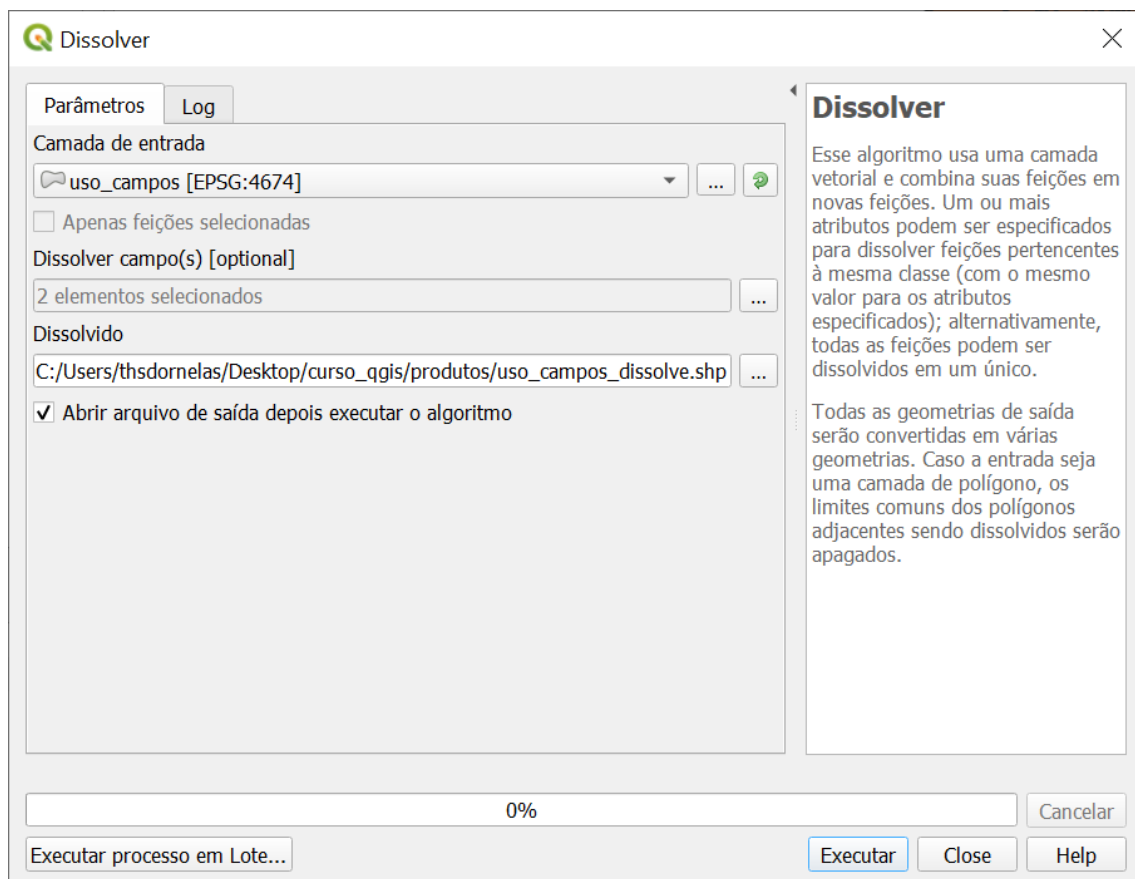 Dissolver
Parâmetros
Log
Camada de entrada
uso_campos [EPSG:4674]
...
Apenas feições selecionadas
Dissolver campo(s) [optional]
2 elementos selecionados
...
Dissolvido
C:/Users/thsdornelas/Desktop/curso_qgis/produtos/uso_campos_dissolve.shp
...
Abrir arquivo de saída depois executar o algoritmo
Dissolver
Esse algoritmo usa uma camada
vetorial e combina suas feições em
novas feições. Um ou mais
atributos podem ser especificados
para dissolver feições pertencentes
à mesma classe (com o mesmo
valor para os atributos
especificados); alternativamente,
todas as feições podem ser
dissolvidos em um único.
Todas as geometrias de saída
serão convertidas em várias
geometrias. Caso a entrada seja
uma camada de polígono, os
limites comuns dos polígonos
adjacentes sendo dissolvidos serão
apagados.
0%
Cancelar
Executar processo em Lote...
Executar
Close
Help